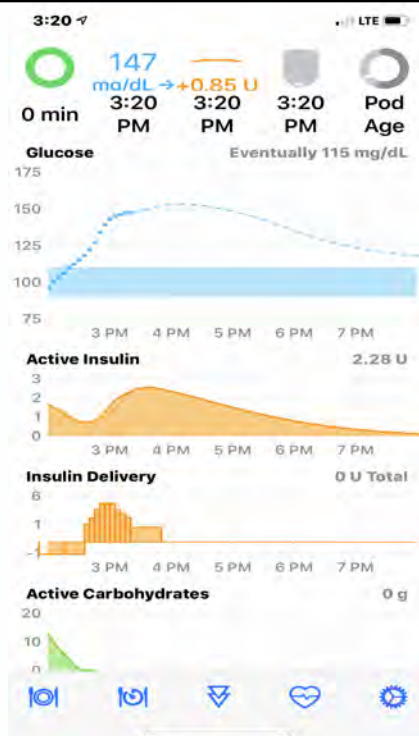 3:20 LTE
147
mg/dL → +0.85 U
0 min 3:20 PM 3:20 PM 3:20 PM Pod Age
Glucose Eventually 115 mg/dL
175
150
125
100
75
3 PM 4 PM 5 PM 6 PM 7 PM
Active Insulin 2.28 U
3
2
1
0
3 PM 4 PM 5 PM 6 PM 7 PM
Insulin Delivery 0 U Total
6
1
-1
3 PM 4 PM 5 PM 6 PM 7 PM
Active Carbohydrates 0 g
20
10
0